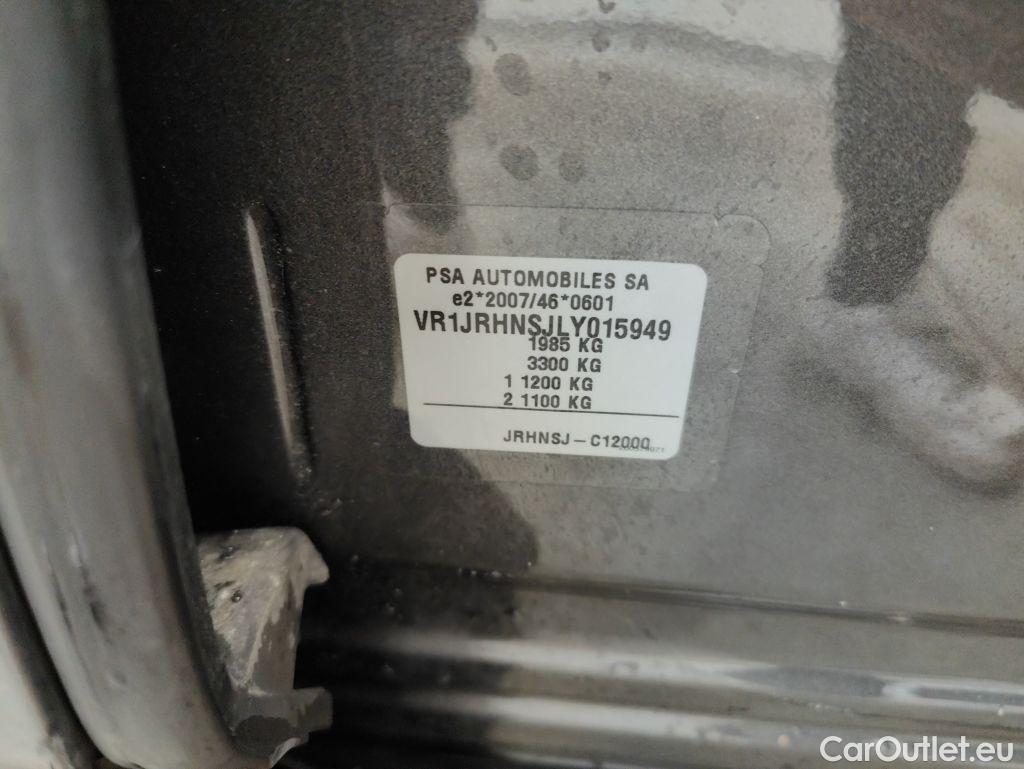 PSA AUTOMOBILES SA
e2*2007/46*0601
VR1JRHNSJLY015949
1985 KG
3300 KG
1 1200 KG
2 1100 KG
JRHNSJ-C12000
CarOutlet.eu